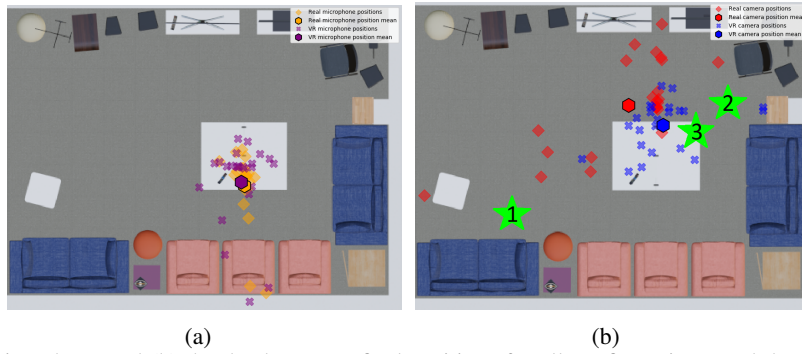 Real microphone positions
Real microphone position mean
VR microphone positions
VR microphone position mean
Real camera positions
Real camera position mean
VR camera positions
VR camera position mean
1
2
3
(a)
(b)